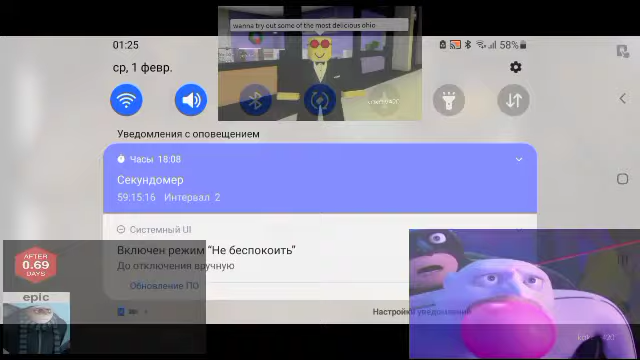 wanna try out some of the most delicious ohio
01:25
58%
ср, 1 февр.
Уведомления с оповещением
Часы 18:08
Секундомер
59:15:16 Интервал 2
Системный UI
Включен режим "Не беспокоить"
До отключения вручную
Обновление ПО
Настройки уведомлений
AFTER
0.69
DAYS
epic